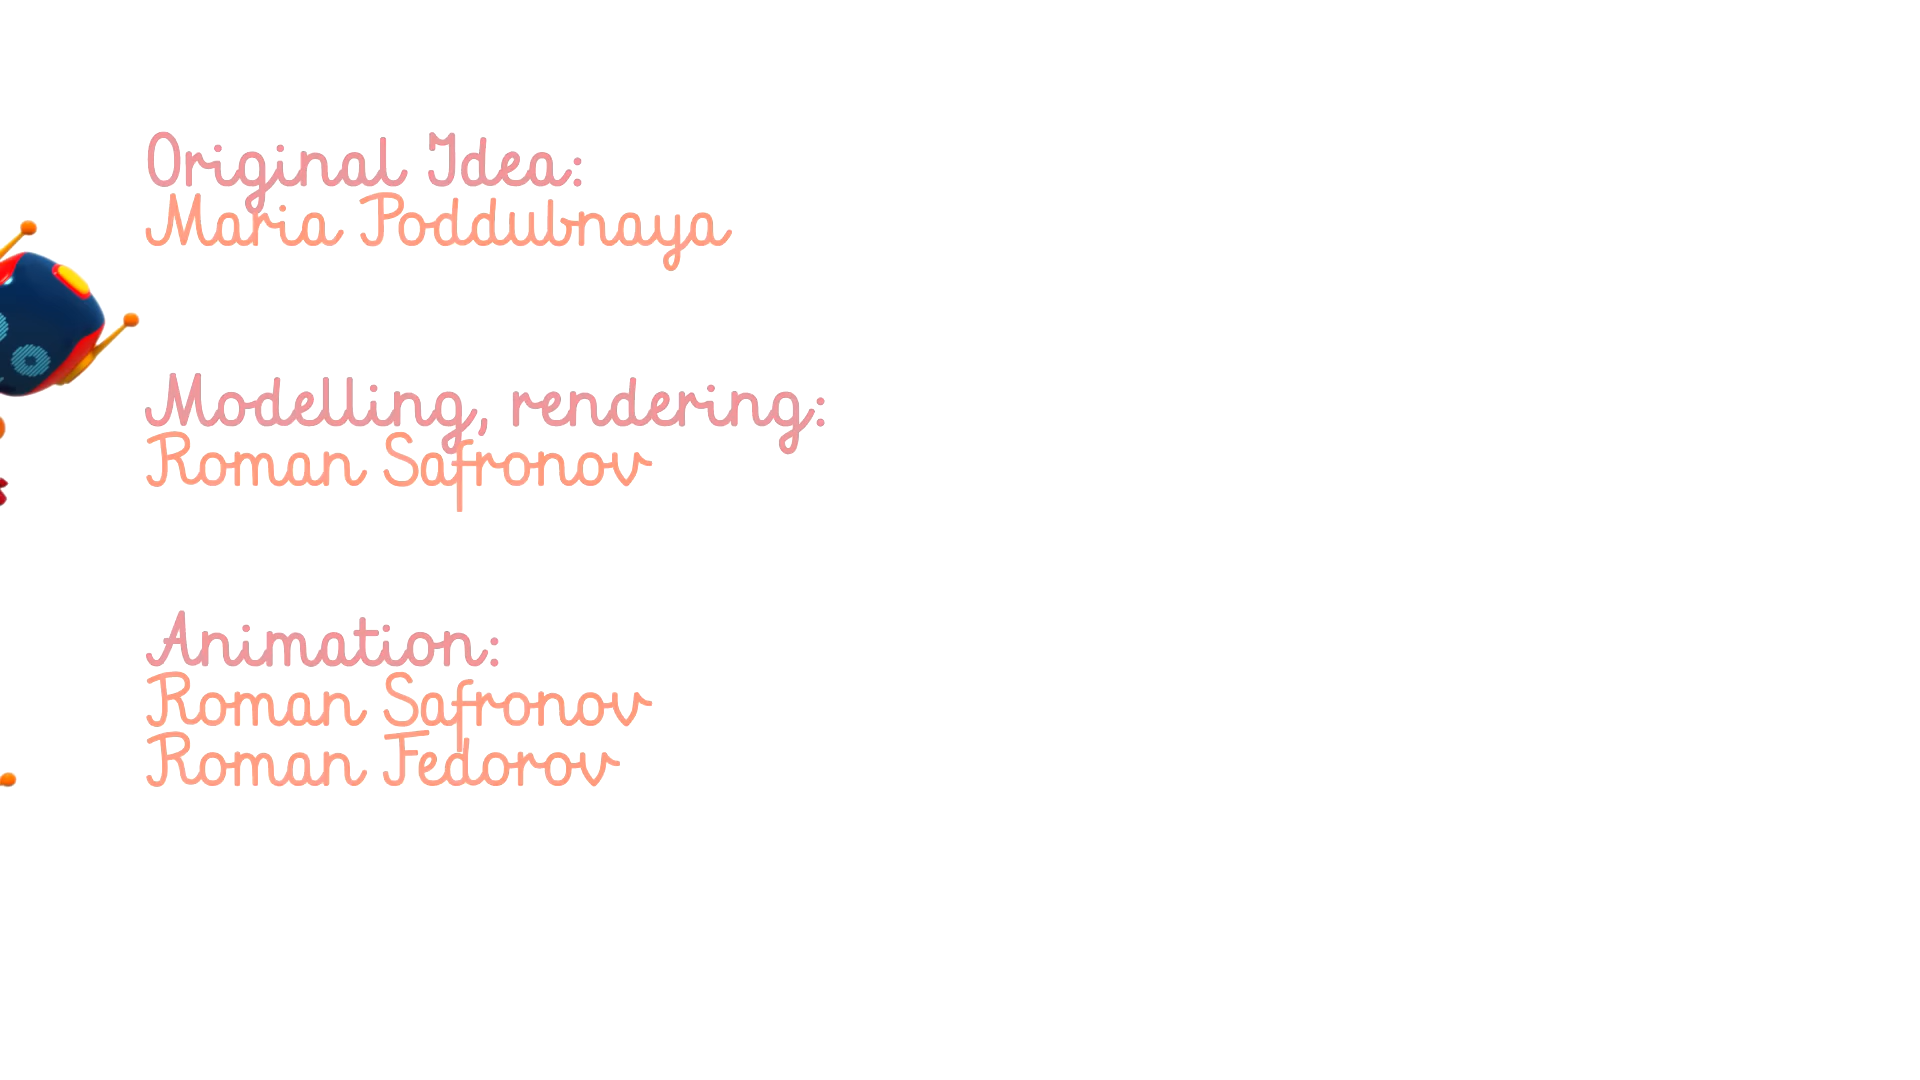 Original Idea:
Maria Poddubnaya
Modelling, rendering:
Roman Safronov
Animation:
Roman Safronov
Roman Fedorov